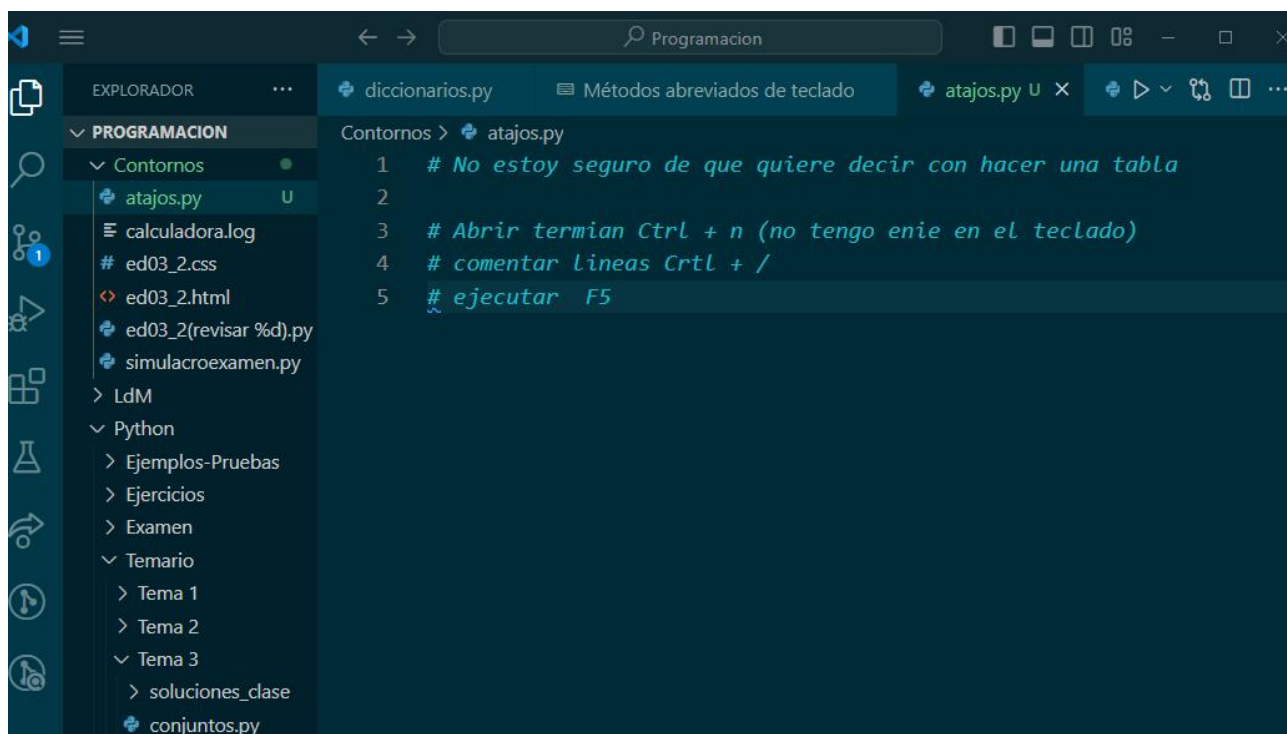 Programacion
EXPLORADOR
PROGRAMACION
Contornos
atajos.py U
calculadora.log
# ed03_2.css
<> ed03_2.html
ed03_2(revisar %d).py
simulacroexamen.py
> LdM
Python
> Ejemplos-Pruebas
> Ejercicios
> Examen
Temario
> Tema 1
> Tema 2
Tema 3
> soluciones_clase
conjuntos.py
1
diccionarios.py
Métodos abreviados de teclado
atajos.py U
Contornos > atajos.py
1 # No estoy seguro de que quiere decir con hacer una tabla
2
3 # Abrir termian Ctrl + n (no tengo enie en el teclado)
4 # comentar lineas Crtl + /
5 # ejecutar F5